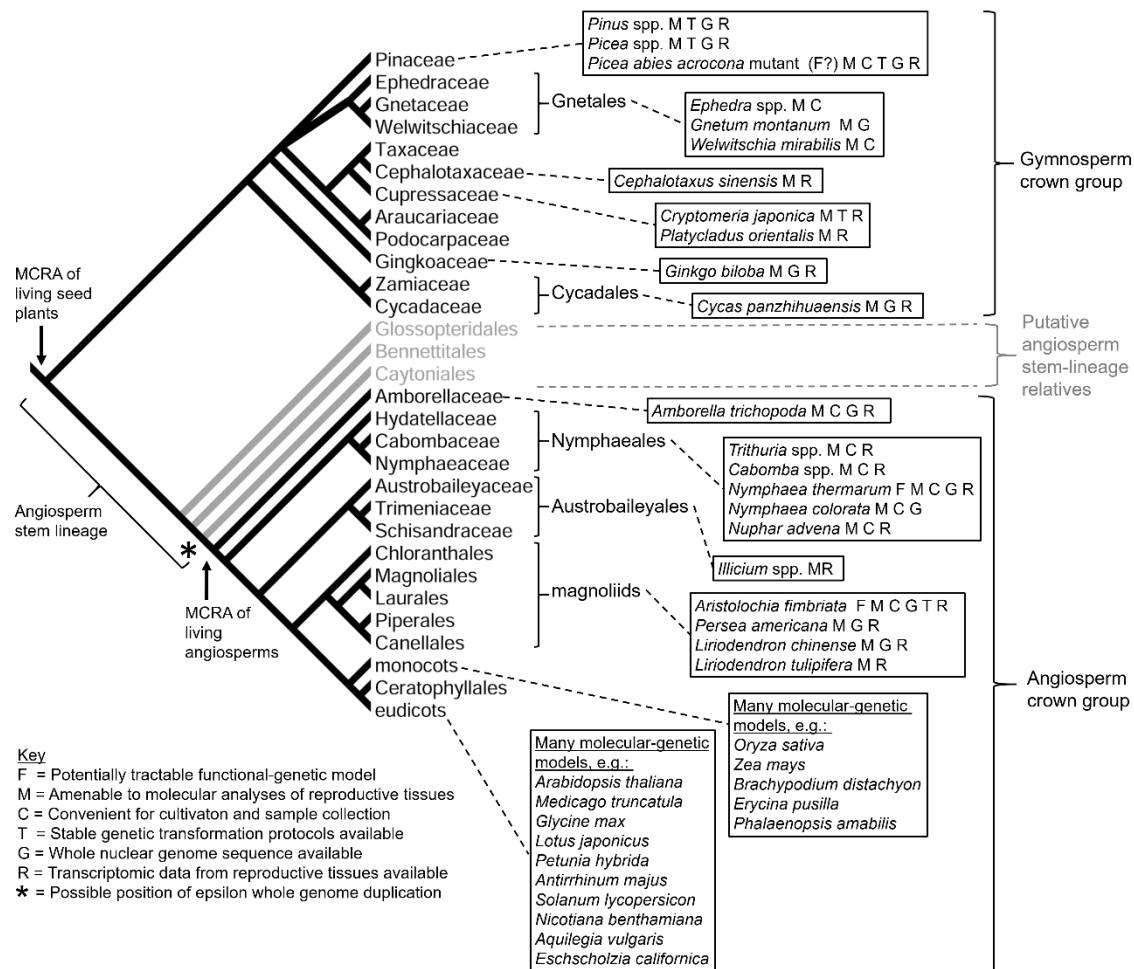 Pinus spp. M T G R
Picea spp. M T G R
Picea abies acrocona mutant (F?) M C T G R
Pinaceae
Ephedraceae
Gnetaceae
Welwitschiaceae
Gnetales
Ephedra spp. M C
Gnetum montanum M G
Welwitschia mirabilis M C
Taxaceae
Cephalotaxaceae
Cephalotaxus sinensis M R
Cupressaceae
Cryptomeria japonica M T R
Platycladus orientalis M R
Araucariaceae
Podocarpaceae
Gingkoaceae
Ginkgo biloba M G R
Zamiaceae
Cycadaceae
Cycadales
Cycas panzhihuaensis M G R
Gymnosperm
crown group
Glossopteridales
Bennettitales
Caytoniales
Putative
angiosperm
stem-lineage
relatives
MCRA of
living seed
plants
Angiosperm
stem lineage
*
MCRA of
living
angiosperms
Amborellaceae
Amborella trichopoda M C G R
Hydatellaceae
Cabombaceae
Nymphaeaceae
Nymphaeales
Trithuria spp. M C R
Cabomba spp. M C R
Nymphaea thermarum F M C G R
Nymphaea colorata M C G
Nuphar advena M C R
Austrobaileyaceae
Trimeniaceae
Schisandraceae
Austrobaileyales
Illicium spp. MR
Chloranthales
Magnoliales
Laurales
Piperales
Canellales
magnoliids
Aristolochia fimbriata F M C G T R
Persea americana M G R
Liriodendron chinense M G R
Liriodendron tulipifera M R
monocots
Ceratophyllales
eudicots
Angiosperm
crown group
Many molecular-genetic
models, e.g.:
Oryza sativa
Zea mays
Brachypodium distachyon
Erycina pusilla
Phalaenopsis amabilis
Many molecular-genetic
models, e.g.:
Arabidopsis thaliana
Medicago truncatula
Glycine max
Lotus japonicus
Petunia hybrida
Antirrhinum majus
Solanum lycopersicon
Nicotiana benthamiana
Aquilegia vulgaris
Eschscholzia californica
Key
F = Potentially tractable functional-genetic model
M = Amenable to molecular analyses of reproductive tissues
C = Convenient for cultivaton and sample collection
T = Stable genetic transformation protocols available
G = Whole nuclear genome sequence available
R = Transcriptomic data from reproductive tissues available
* = Possible position of epsilon whole genome duplication